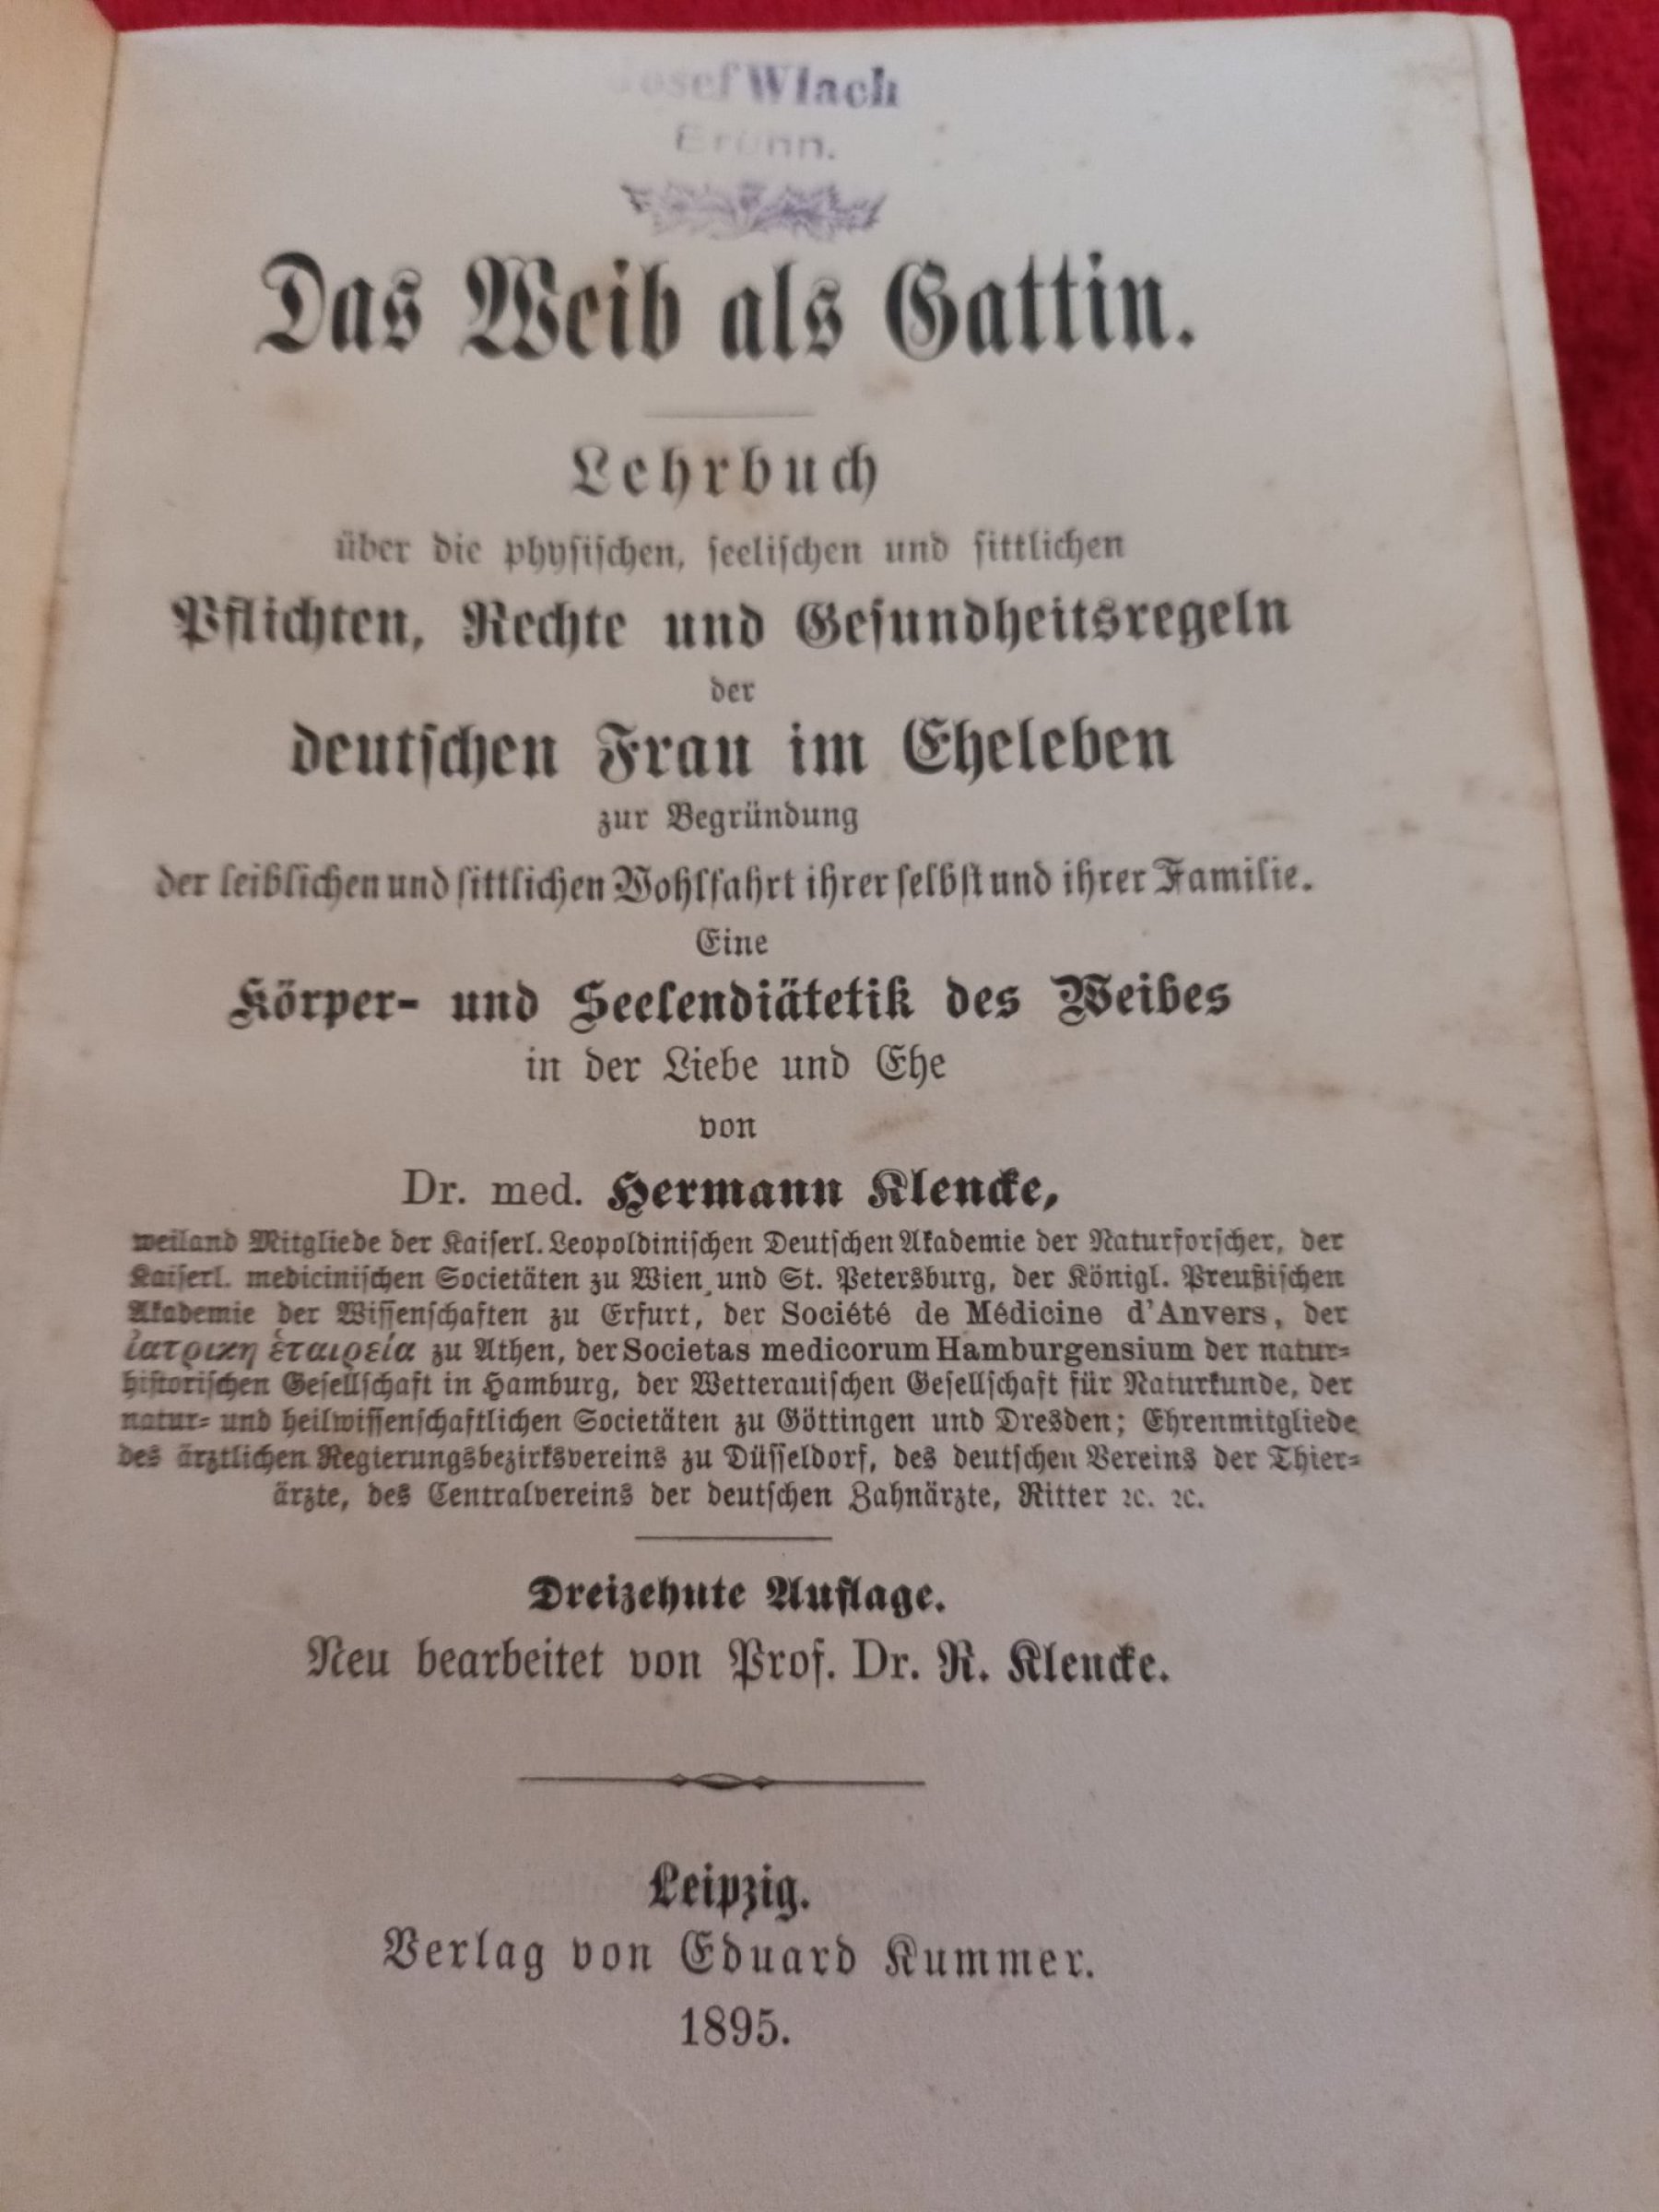 Josef Wlach
Brünn.
Das Weib als Gattin.
Lehrbuch
über die physischen, seelischen und sittlichen
Pflichten, Rechte und Gesundheitsregeln
der
deutschen Frau im Eheleben
zur Begründung
der leiblichen und sittlichen Wohlfahrt ihrer selbst und ihrer Familie.
Eine
Körper- und Seelendiätetik des Weibes
in der Liebe und Ehe
von
Dr. med. Hermann Klencke,
weiland Mitgliede der Kaiserl. Leopoldinischen Deutschen Akademie der Naturforscher, der
Kaiserl. medicinischen Societäten zu Wien und St. Petersburg, der Königl. Preußischen
Akademie der Wissenschaften zu Erfurt, der Société de Médicine d'Anvers, der
ἰατρικη ἑταιρεία zu Athen, der Societas medicorum Hamburgensium der natur-
historischen Gesellschaft in Hamburg, der Wetterauischen Gesellschaft für Naturkunde, der
natur- und heilwissenschaftlichen Societäten zu Göttingen und Dresden; Ehrenmitgliede
des ärztlichen Regierungsbezirksvereins zu Düsseldorf, des deutschen Vereins der Thier-
ärzte, des Centralvereins der deutschen Zahnärzte, Ritter ꝛc. ꝛc.
Dreizehnte Auflage.
Neu bearbeitet von Prof. Dr. R. Klencke.
Leipzig.
Verlag von Eduard Kummer.
1895.